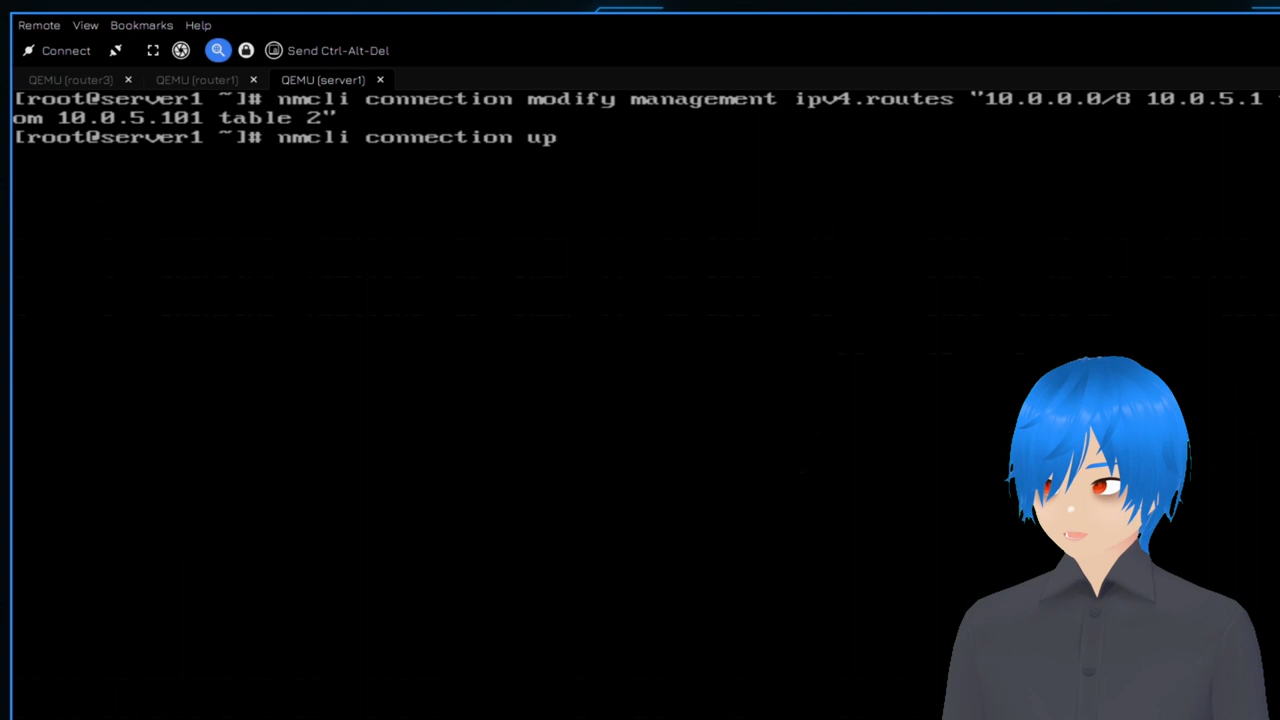 Remote View Bookmarks Help
Connect Send Ctrl-Alt-Del
QEMU (router3) × QEMU (router1) × QEMU (server1) ×
[root@server1 ~]# nmcli connection modify management ipv4.routes "10.0.0.0/8 10.0.5.1
om 10.0.5.101 table 2"
[root@server1 ~]# nmcli connection up